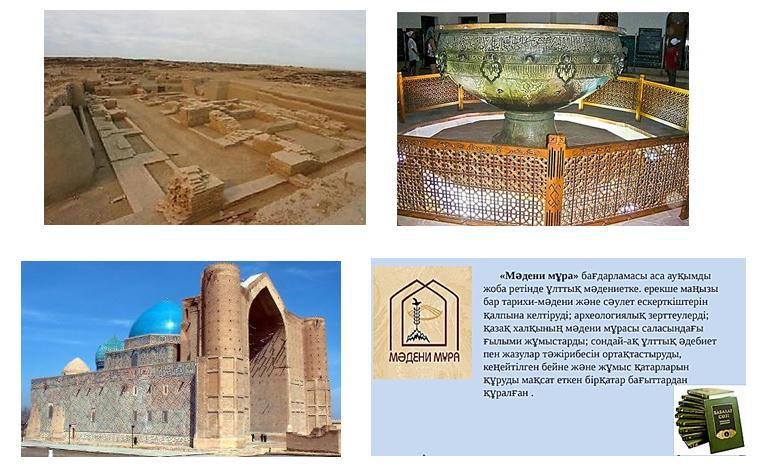 «Мәдени мұра» бағдарламасы аса ауқымды
жоба ретінде ұлттық мәдениетке. ерекше маңызы
бар тарихи-мәдени және сәулет ескерткіштерін
қалпына келтіруді; археологиялық зерттеулерді;
Қазақ халқының мәдени мұрасы саласындағы
ғылыми жұмыстарды; сондай-ақ ұлттық әдебиет
пен жазулар тәжірибесін ортақтастыруды,
кеңейтілген бейне және жұмыс қатарларын
құруды мақсат еткен бірқатар бағыттардан
құралған .
МӘДЕНИ МҰРА
БАБАЛАР
СӨЗІ